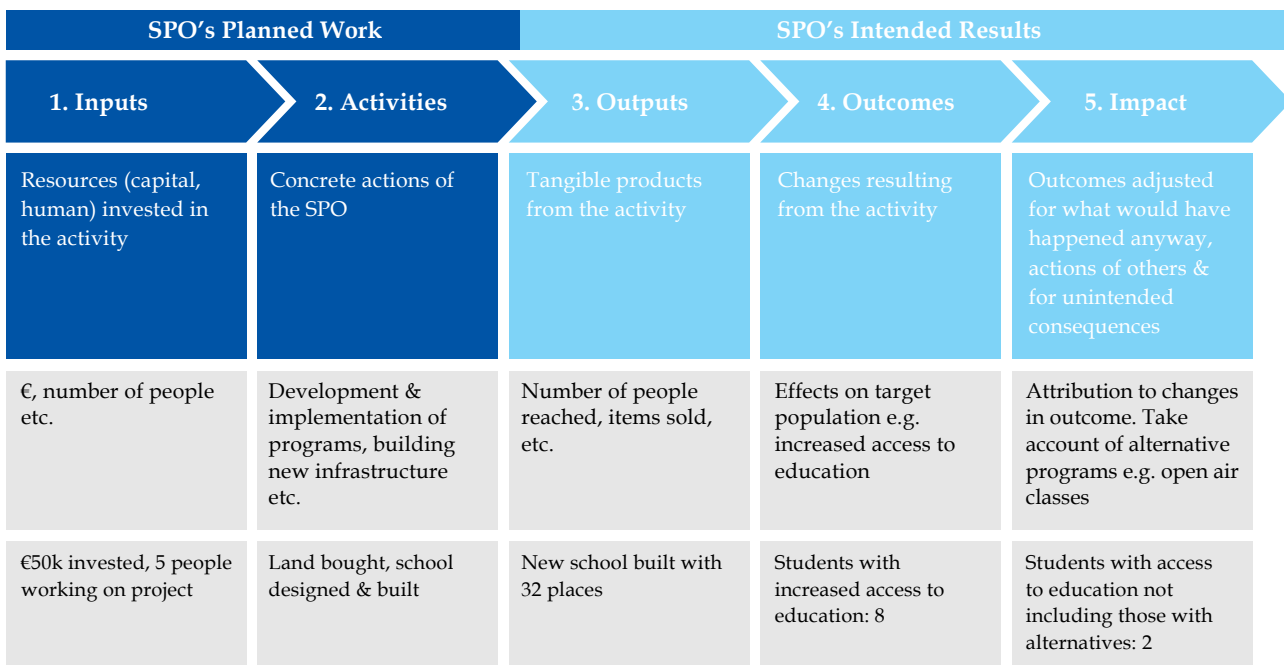 SPO's Planned Work
SPO's Intended Results
1. Inputs
2. Activities
3. Outputs
4. Outcomes
5. Impact
Resources (capital,
human) invested in
the activity
Concrete actions of
the SPO
Tangible products
from the activity
Changes resulting
from the activity
Outcomes adjusted
for what would have
happened anyway,
actions of others &
for unintended
consequences
€, number of people
etc.
Development &
implementation of
programs, building
new infrastructure
etc.
Number of people
reached, items sold,
etc.
Effects on target
population e.g.
increased access to
education
Attribution to changes
in outcome. Take
account of alternative
programs e.g. open air
classes
€50k invested, 5 people
working on project
Land bought, school
designed & built
New school built with
32 places
Students with
increased access to
education: 8
Students with access
to education not
including those with
alternatives: 2